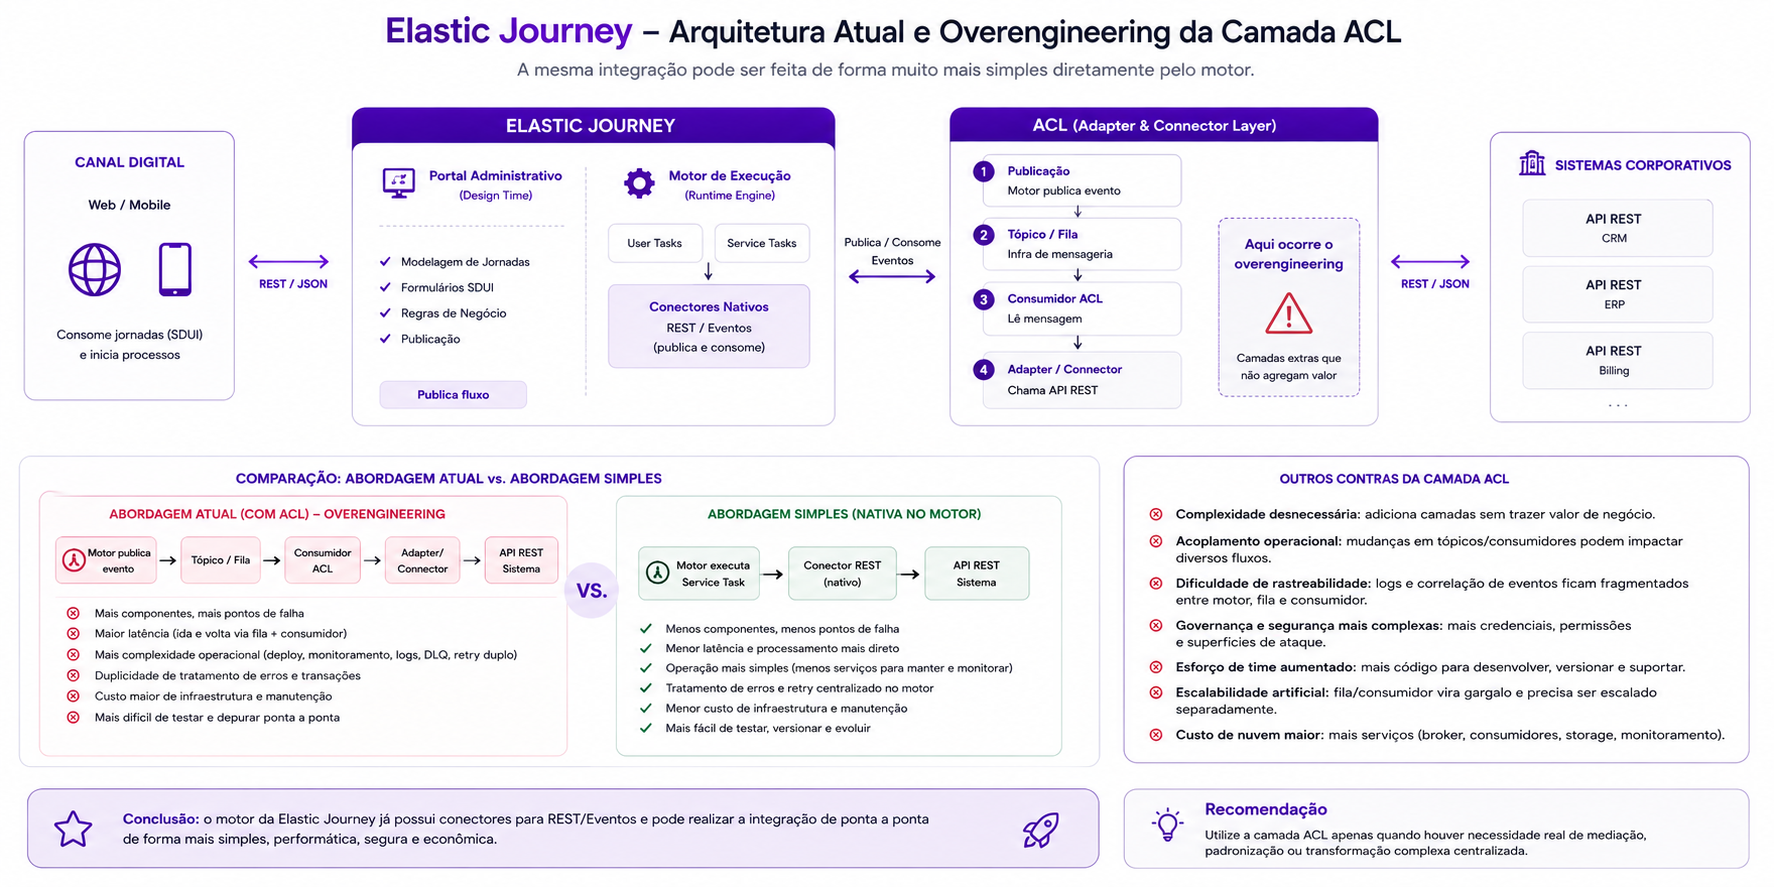 Elastic Journey – Arquitetura Atual e Overengineering da Camada ACL
A mesma integração pode ser feita de forma muito mais simples diretamente pelo motor.
CANAL DIGITAL
Web / Mobile
Consome jornadas (SDUI)
e inicia processos
REST / JSON
ELASTIC JOURNEY
Portal Administrativo
(Design Time)
Modelagem de Jornadas
Formulários SDUI
Regras de Negócio
Publicação
Publica fluxo
Motor de Execução
(Runtime Engine)
User Tasks
Service Tasks
Conectores Nativos
REST / Eventos
(publica e consome)
Publica / Consome
Eventos
ACL (Adapter & Connector Layer)
1
Publicação
Motor publica evento
2
Tópico / Fila
Infra de mensageria
3
Consumidor ACL
Lê mensagem
4
Adapter / Connector
Chama API REST
Aqui ocorre o
overengineering
Camadas extras que
não agregam valor
REST / JSON
SISTEMAS CORPORATIVOS
API REST
CRM
API REST
ERP
API REST
Billing
...
COMPARAÇÃO: ABORDAGEM ATUAL vs. ABORDAGEM SIMPLES
ABORDAGEM ATUAL (COM ACL) – OVERENGINEERING
Motor publica
evento
Tópico / Fila
Consumidor
ACL
Adapter/
Connector
API REST
Sistema
Mais componentes, mais pontos de falha
Maior latência (ida e volta via fila + consumidor)
Mais complexidade operacional (deploy, monitoramento, logs, DLQ, retry duplo)
Duplicidade de tratamento de erros e transações
Custo maior de infraestrutura e manutenção
Mais difícil de testar e depurar ponta a ponta
VS.
ABORDAGEM SIMPLES (NATIVA NO MOTOR)
Motor executa
Service Task
Conector REST
(nativo)
API REST
Sistema
Menos componentes, menos pontos de falha
Menor latência e processamento mais direto
Operação mais simples (menos serviços para manter e monitorar)
Tratamento de erros e retry centralizado no motor
Menor custo de infraestrutura e manutenção
Mais fácil de testar, versionar e evoluir
OUTROS CONTRAS DA CAMADA ACL
Complexidade desnecessária: adiciona camadas sem trazer valor de negócio.
Acoplamento operacional: mudanças em tópicos/consumidores podem impactar
diversos fluxos.
Dificuldade de rastreabilidade: logs e correlação de eventos ficam fragmentados
entre motor, fila e consumidor.
Governança e segurança mais complexas: mais credenciais, permissões
e superfícies de ataque.
Esforço de time aumentado: mais código para desenvolver, versionar e suportar.
Escalabilidade artificial: fila/consumidor vira gargalo e precisa ser escalado
separadamente.
Custo de nuvem maior: mais serviços (broker, consumidores, storage, monitoramento).
Conclusão: o motor da Elastic Journey já possui conectores para REST/Eventos e pode realizar a integração de ponta a ponta
de forma mais simples, performática, segura e econômica.
Recomendação
Utilize a camada ACL apenas quando houver necessidade real de mediação,
padronização ou transformação complexa centralizada.